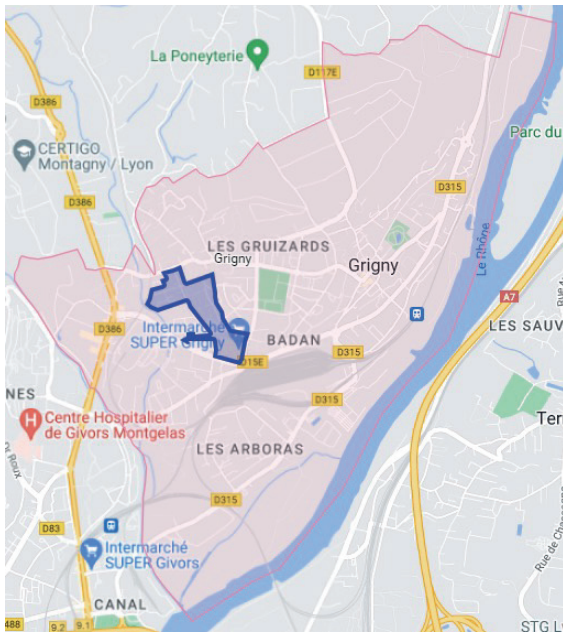 La Poneyterie
D117E
D386
CERTIGO
Montagny / Lyon
Parc du
D386
D315
LES GRUIZARDS
Grigny
Grigny
Le Rhône
A7
D386
Intermarché
SUPER Grigny
BADAN
LES SAUV
D315
D15E
NES
Centre Hospitalier
de Givors Montgelas
D315
Terr
LES ARBORAS
D315
D83
Intermarché
SUPER Givors
CANAL
488
9.2
9.1
STG L